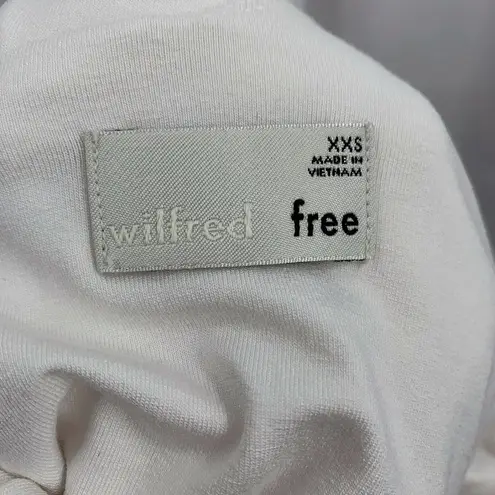 XXS
MADE IN
VIETNAM
wilfred free